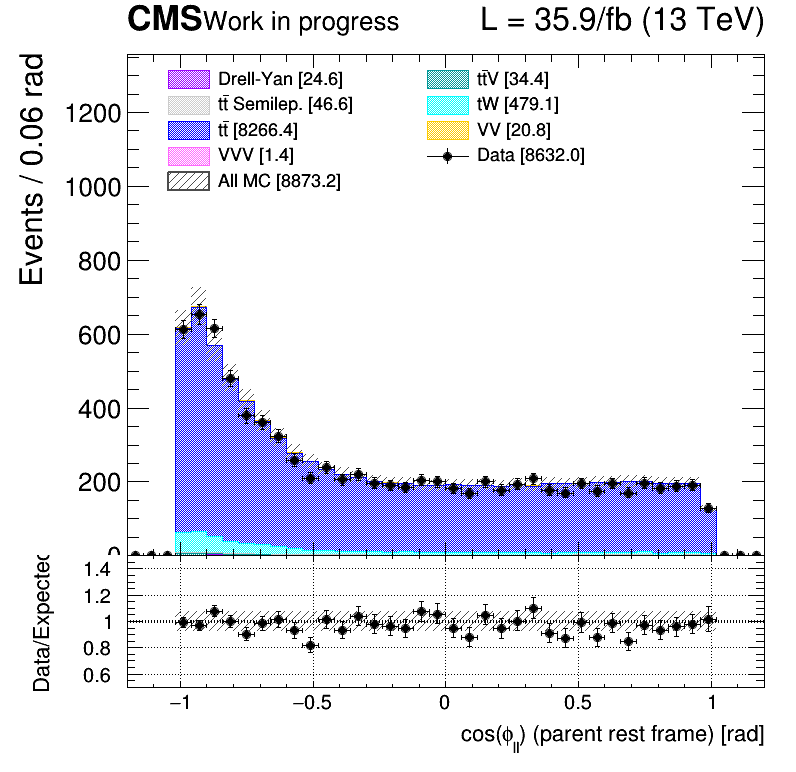 CMS Work in progress L = 35.9/fb (13 TeV)
Events / 0.06 rad
Drell-Yan [24.6]
tt̄ Semilep. [46.6]
tt̄ [8266.4]
VVV [1.4]
All MC [8873.2]
tt̄V [34.4]
tW [479.1]
VV [20.8]
Data [8632.0]
1200
1000
800
600
400
200
0
Data/Expected
1.4
1.2
1
0.8
0.6
−1 −0.5 0 0.5 1
cos(ϕ_ll) (parent rest frame) [rad]